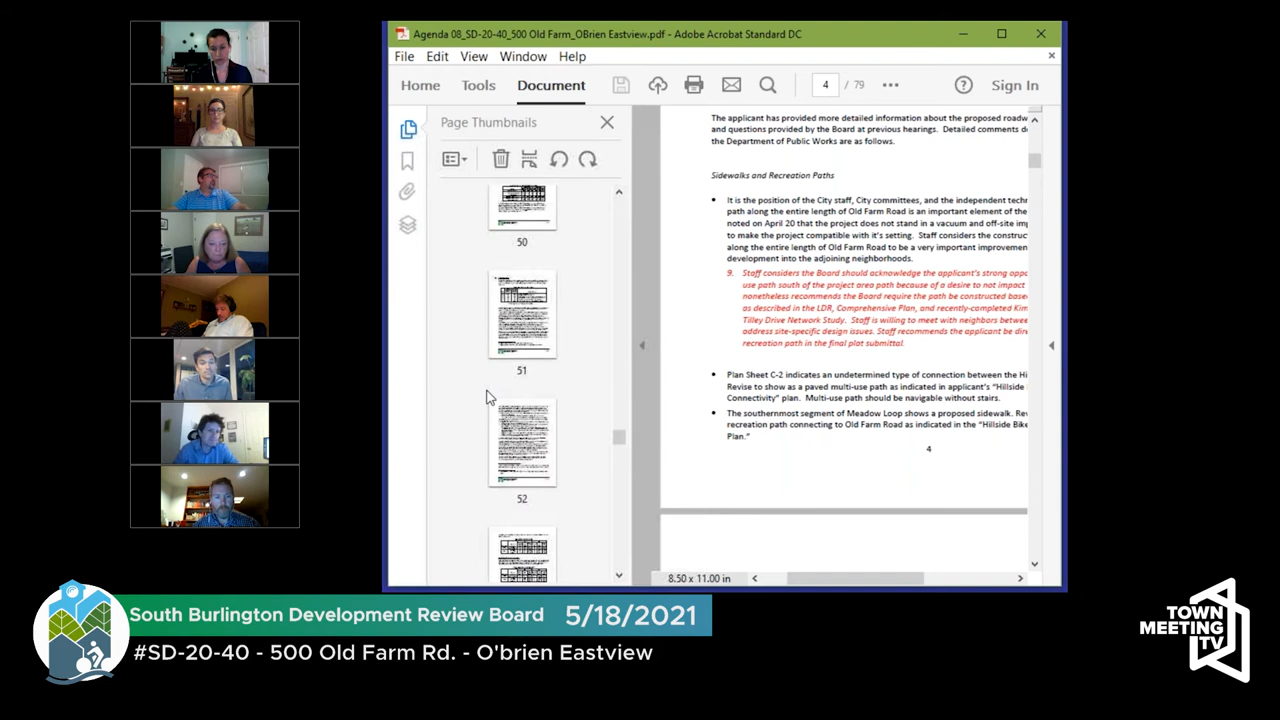 Agenda 08_SD-20-40_500 Old Farm_OBrien Eastview.pdf - Adobe Acrobat Standard DC
File Edit View Window Help
Home Tools Document 4 / 79 Sign In
Page Thumbnails
50
51
52
The applicant has provided more detailed information about the proposed roadw
and questions provided by the Board at previous hearings. Detailed comments
the Department of Public Works are as follows.
Sidewalks and Recreation Paths
• It is the position of the City staff, City committees, and the independent techn
path along the entire length of Old Farm Road is an important element of the
noted on April 20 that the project does not stand in a vacuum and off-site imp
to make the project compatible with it's setting. Staff considers the construc
along the entire length of Old Farm Road to be a very important improvemen
development into the adjoining neighborhoods.
9. Staff considers the Board should acknowledge the applicant's strong oppo
use path south of the project area path because of a desire to not impact
nonetheless recommends the Board require the path be constructed base
as described in the LDR, Comprehensive Plan, and recently-completed Kim
Tilley Drive Network Study. Staff is willing to meet with neighbors betwee
address site-specific design issues. Staff recommends the applicant be dir
recreation path in the final plat submittal.
• Plan Sheet C-2 indicates an undetermined type of connection between the Hi
Revise to show as a paved multi-use path as indicated in applicant's "Hillside
Connectivity" plan. Multi-use path should be navigable without stairs.
• The southernmost segment of Meadow Loop shows a proposed sidewalk. Rev
recreation path connecting to Old Farm Road as indicated in the "Hillside Bike
Plan."
4
8.50 x 11.00 in
South Burlington Development Review Board 5/18/2021
#SD-20-40 - 500 Old Farm Rd. - O'brien Eastview
TOWN
MEETING
TV